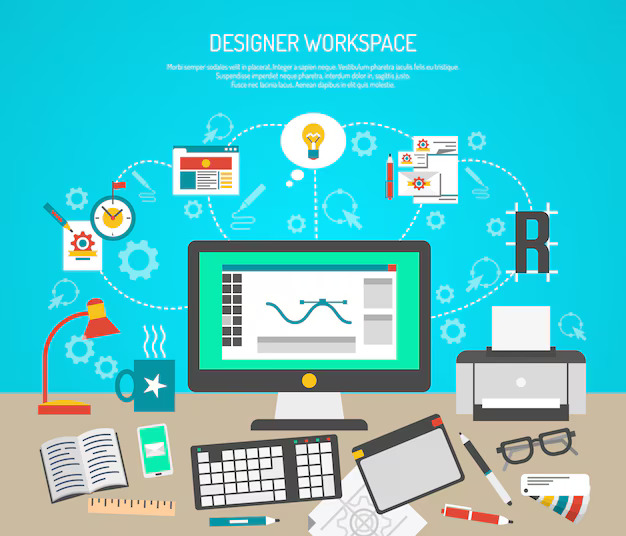 DESIGNER WORKSPACE
Morbi semper sodales velit in placerat. Integer a sapien neque. Vestibulum pharetra iaculis felis eu tristique.
Suspendisse imperdiet neque pharetra, interdum dolor in, sagittis justo.
Fusce nec lacinia lacus. Aenean dapibus in elit quis molestie.
R